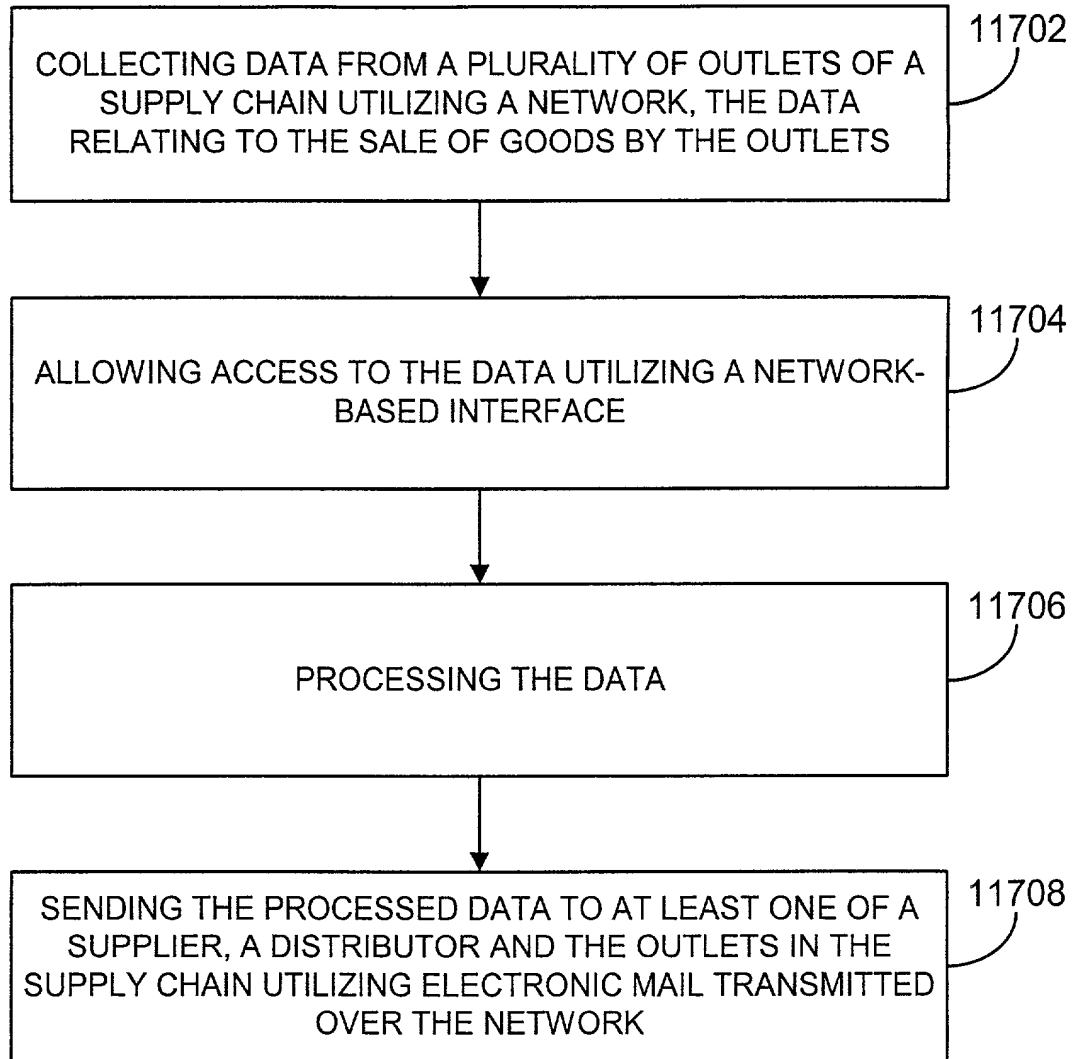 11702
COLLECTING DATA FROM A PLURALITY OF OUTLETS OF A
SUPPLY CHAIN UTILIZING A NETWORK, THE DATA
RELATING TO THE SALE OF GOODS BY THE OUTLETS
11704
ALLOWING ACCESS TO THE DATA UTILIZING A NETWORK-
BASED INTERFACE
11706
PROCESSING THE DATA
11708
SENDING THE PROCESSED DATA TO AT LEAST ONE OF A
SUPPLIER, A DISTRIBUTOR AND THE OUTLETS IN THE
SUPPLY CHAIN UTILIZING ELECTRONIC MAIL TRANSMITTED
OVER THE NETWORK